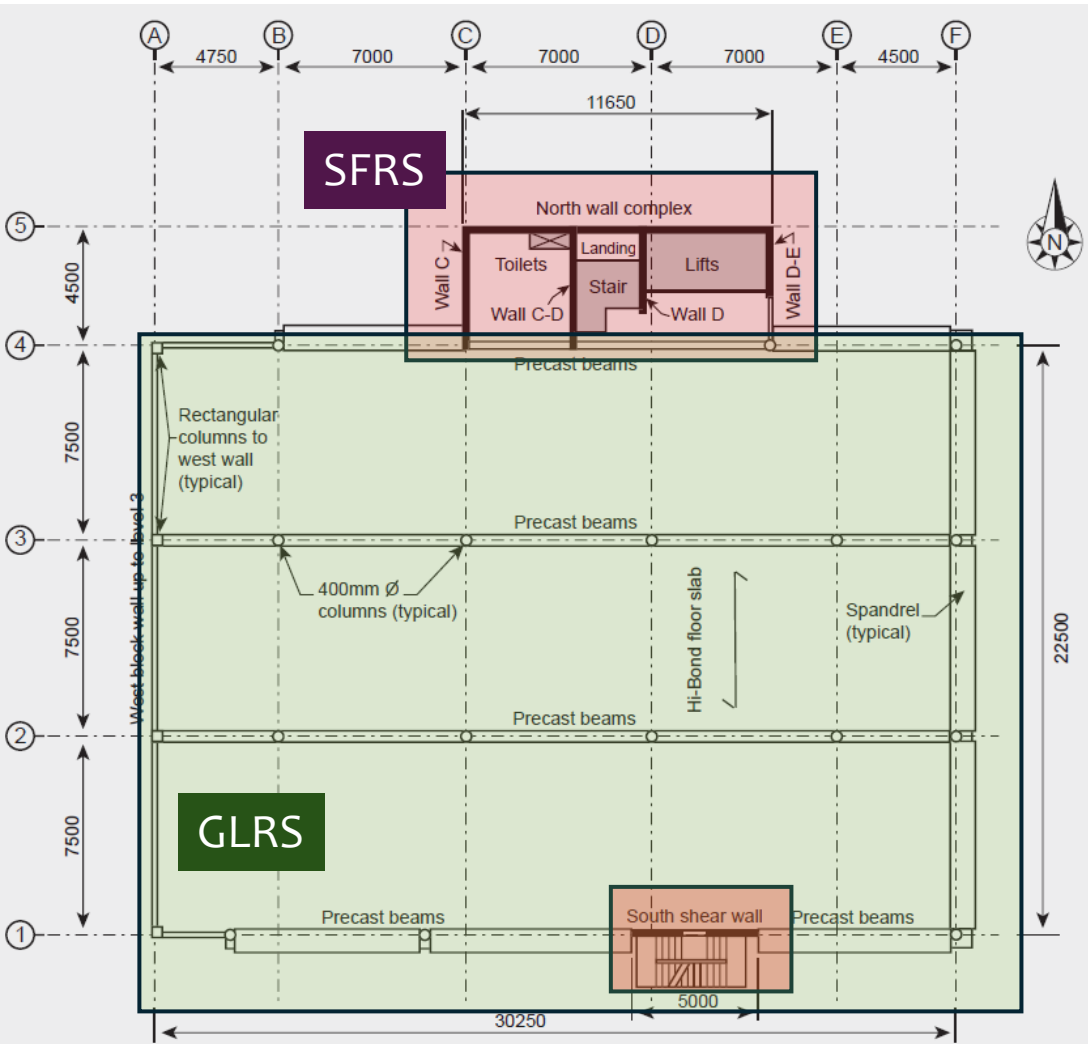 A B C D E F
4750 7000 7000 7000 4500
11650
SFRS
North wall complex
5
N
Wall C
Toilets
Landing
Lifts
Wall D-E
Stair
Wall C-D
Wall D
4500
4
Precast beams
Rectangular
columns to
west wall
(typical)
7500
West block wall up to level 3
Precast beams
3
400mm Ø
columns (typical)
Hi-Bond floor slab
Spandrel
(typical)
7500
22500
Precast beams
2
GLRS
7500
Precast beams
South shear wall
Precast beams
1
5000
30250